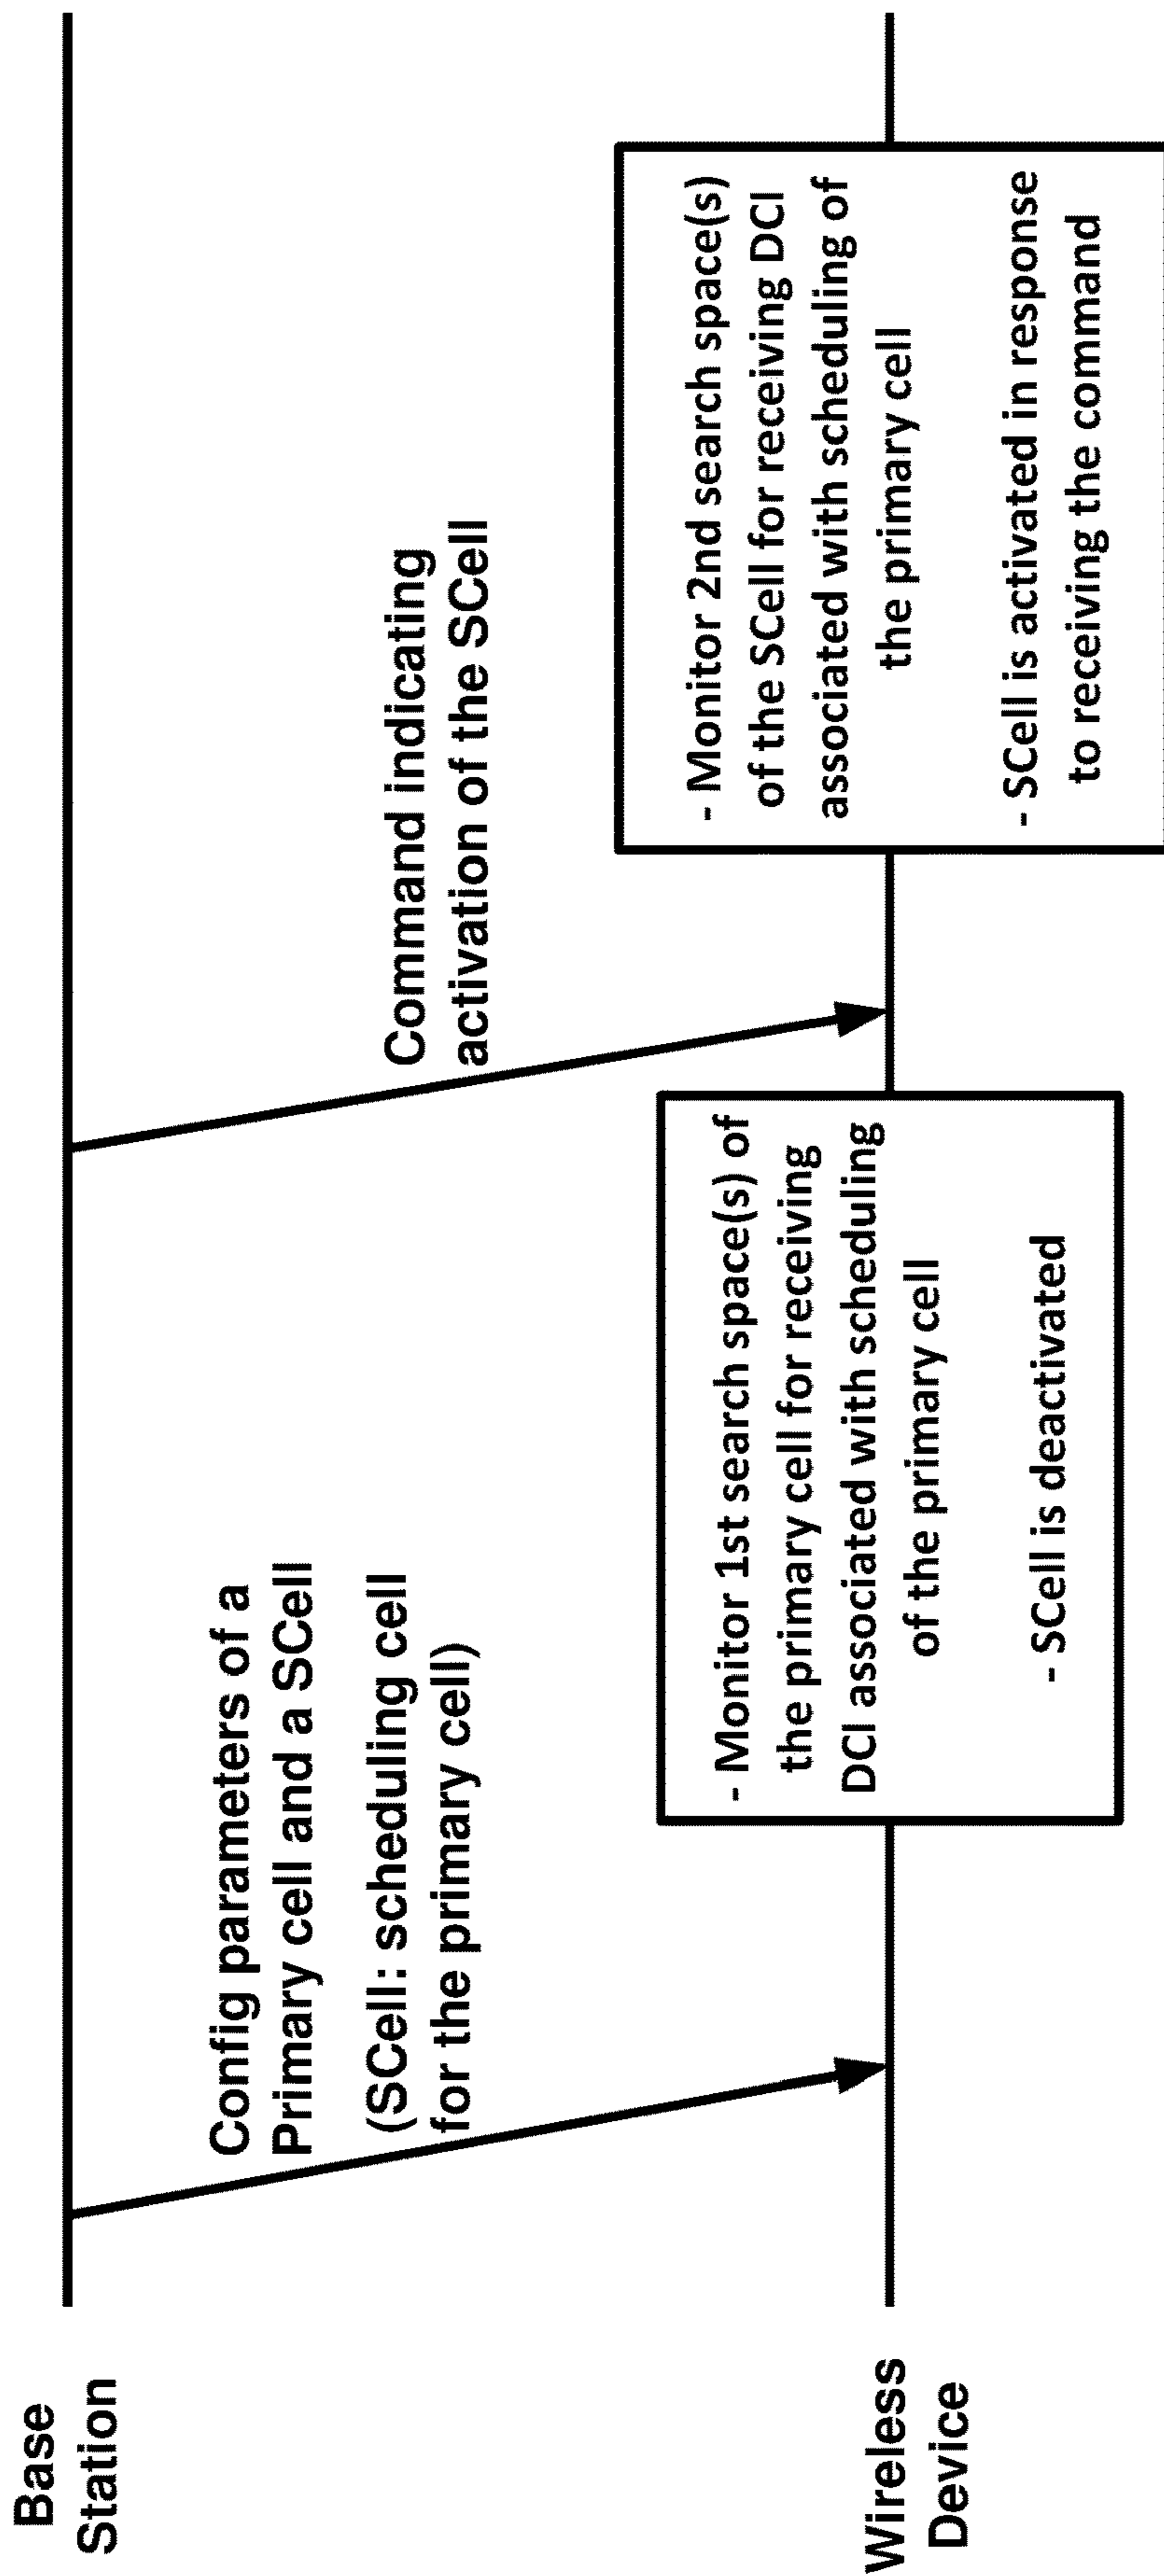 Base
Station
Config parameters of a
Primary cell and a SCell
(SCell: scheduling cell
for the primary cell)
Command indicating
activation of the SCell
Wireless
Device
- Monitor 1st search space(s) of
the primary cell for receiving
DCI associated with scheduling
of the primary cell
- SCell is deactivated
- Monitor 2nd search space(s)
of the SCell for receiving DCI
associated with scheduling of
the primary cell
- SCell is activated in response
to receiving the command